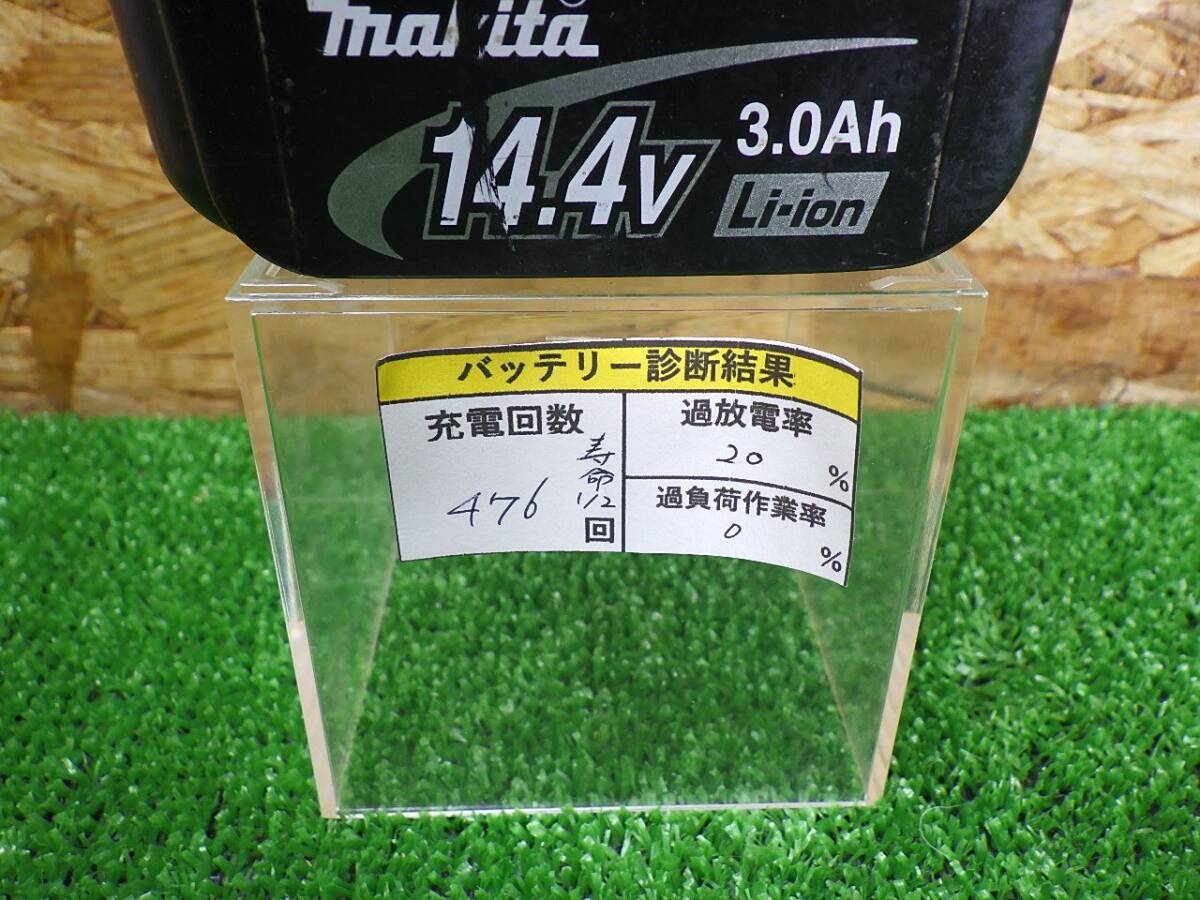 makita
14.4V
3.0Ah
Li-ion
バッテリー診断結果
充電回数
寿命
1/2
476
回
過放電率
20
%
過負荷作業率
0
%